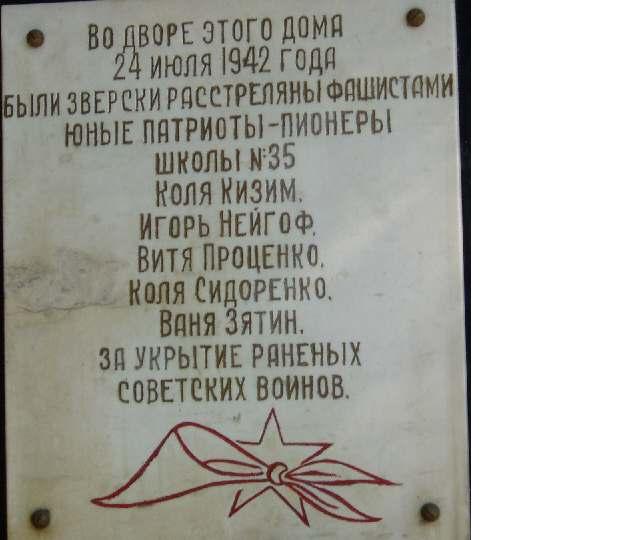 Во дворе этого дома
24 июля 1942 года
были зверски расстреляны фашистами
юные патриоты-пионеры
школы №35
Коля Кизим.
Игорь Нейгоф.
Витя Проценко.
Коля Сидоренко.
Ваня Зятин.
за укрытие раненых
советских воинов.